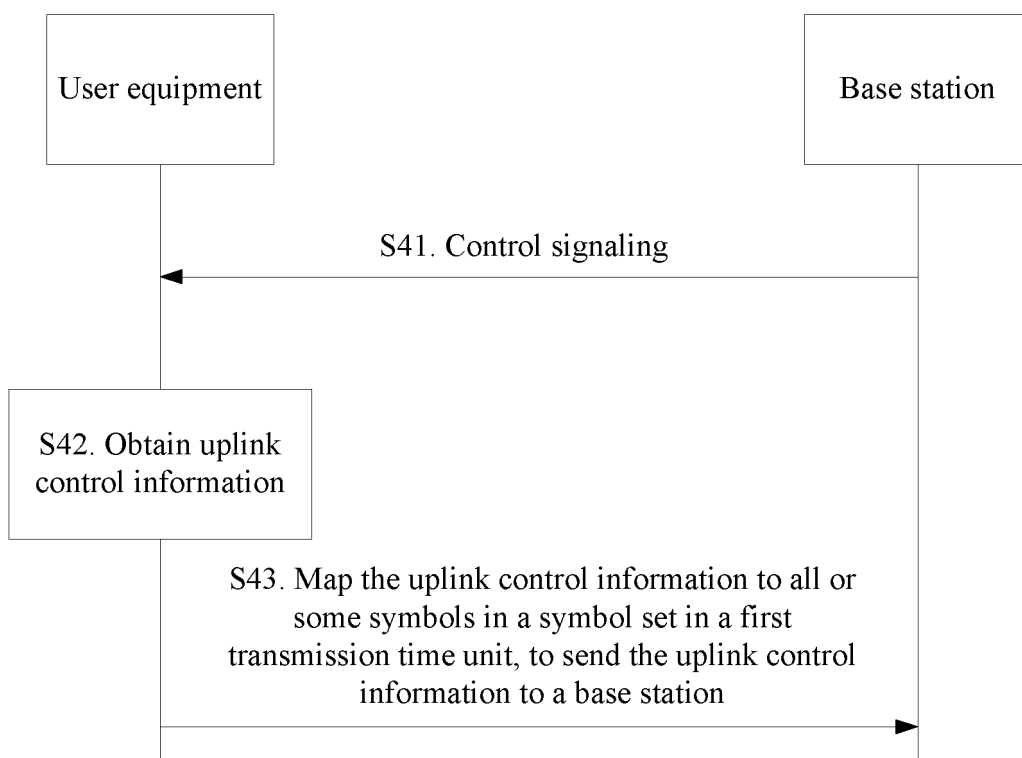 User equipment
Base station
S41. Control signaling
S42. Obtain uplink
control information
S43. Map the uplink control information to all or
some symbols in a symbol set in a first
transmission time unit, to send the uplink control
information to a base station